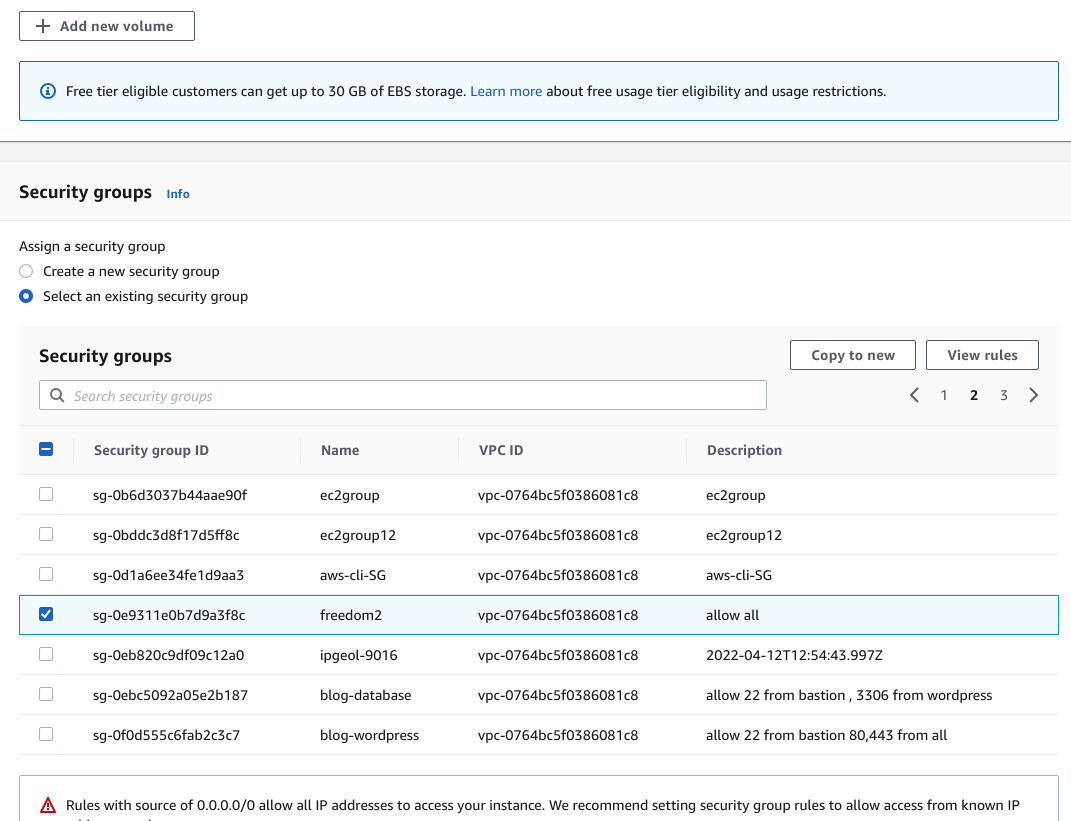 Add new volume
Free tier eligible customers can get up to 30 GB of EBS storage. Learn more about free usage tier eligibility and usage restrictions.
Security groups Info
Assign a security group
Create a new security group
Select an existing security group
Security groups
Copy to new
View rules
Search security groups
1 2 3
Security group ID Name VPC ID Description
sg-0b6d3037b44aae90f ec2group vpc-0764bc5f0386081c8 ec2group
sg-0bddc3d8f17d5ff8c ec2group12 vpc-0764bc5f0386081c8 ec2group12
sg-0d1a6ee34fe1d9aa3 aws-cli-SG vpc-0764bc5f0386081c8 aws-cli-SG
sg-0e9311e0b7d9a3f8c freedom2 vpc-0764bc5f0386081c8 allow all
sg-0eb820c9df09c12a0 ipgeol-9016 vpc-0764bc5f0386081c8 2022-04-12T12:54:43.997Z
sg-0ebc5092a05e2b187 blog-database vpc-0764bc5f0386081c8 allow 22 from bastion , 3306 from wordpress
sg-0f0d555c6fab2c3c7 blog-wordpress vpc-0764bc5f0386081c8 allow 22 from bastion 80,443 from all
Rules with source of 0.0.0.0/0 allow all IP addresses to access your instance. We recommend setting security group rules to allow access from known IP